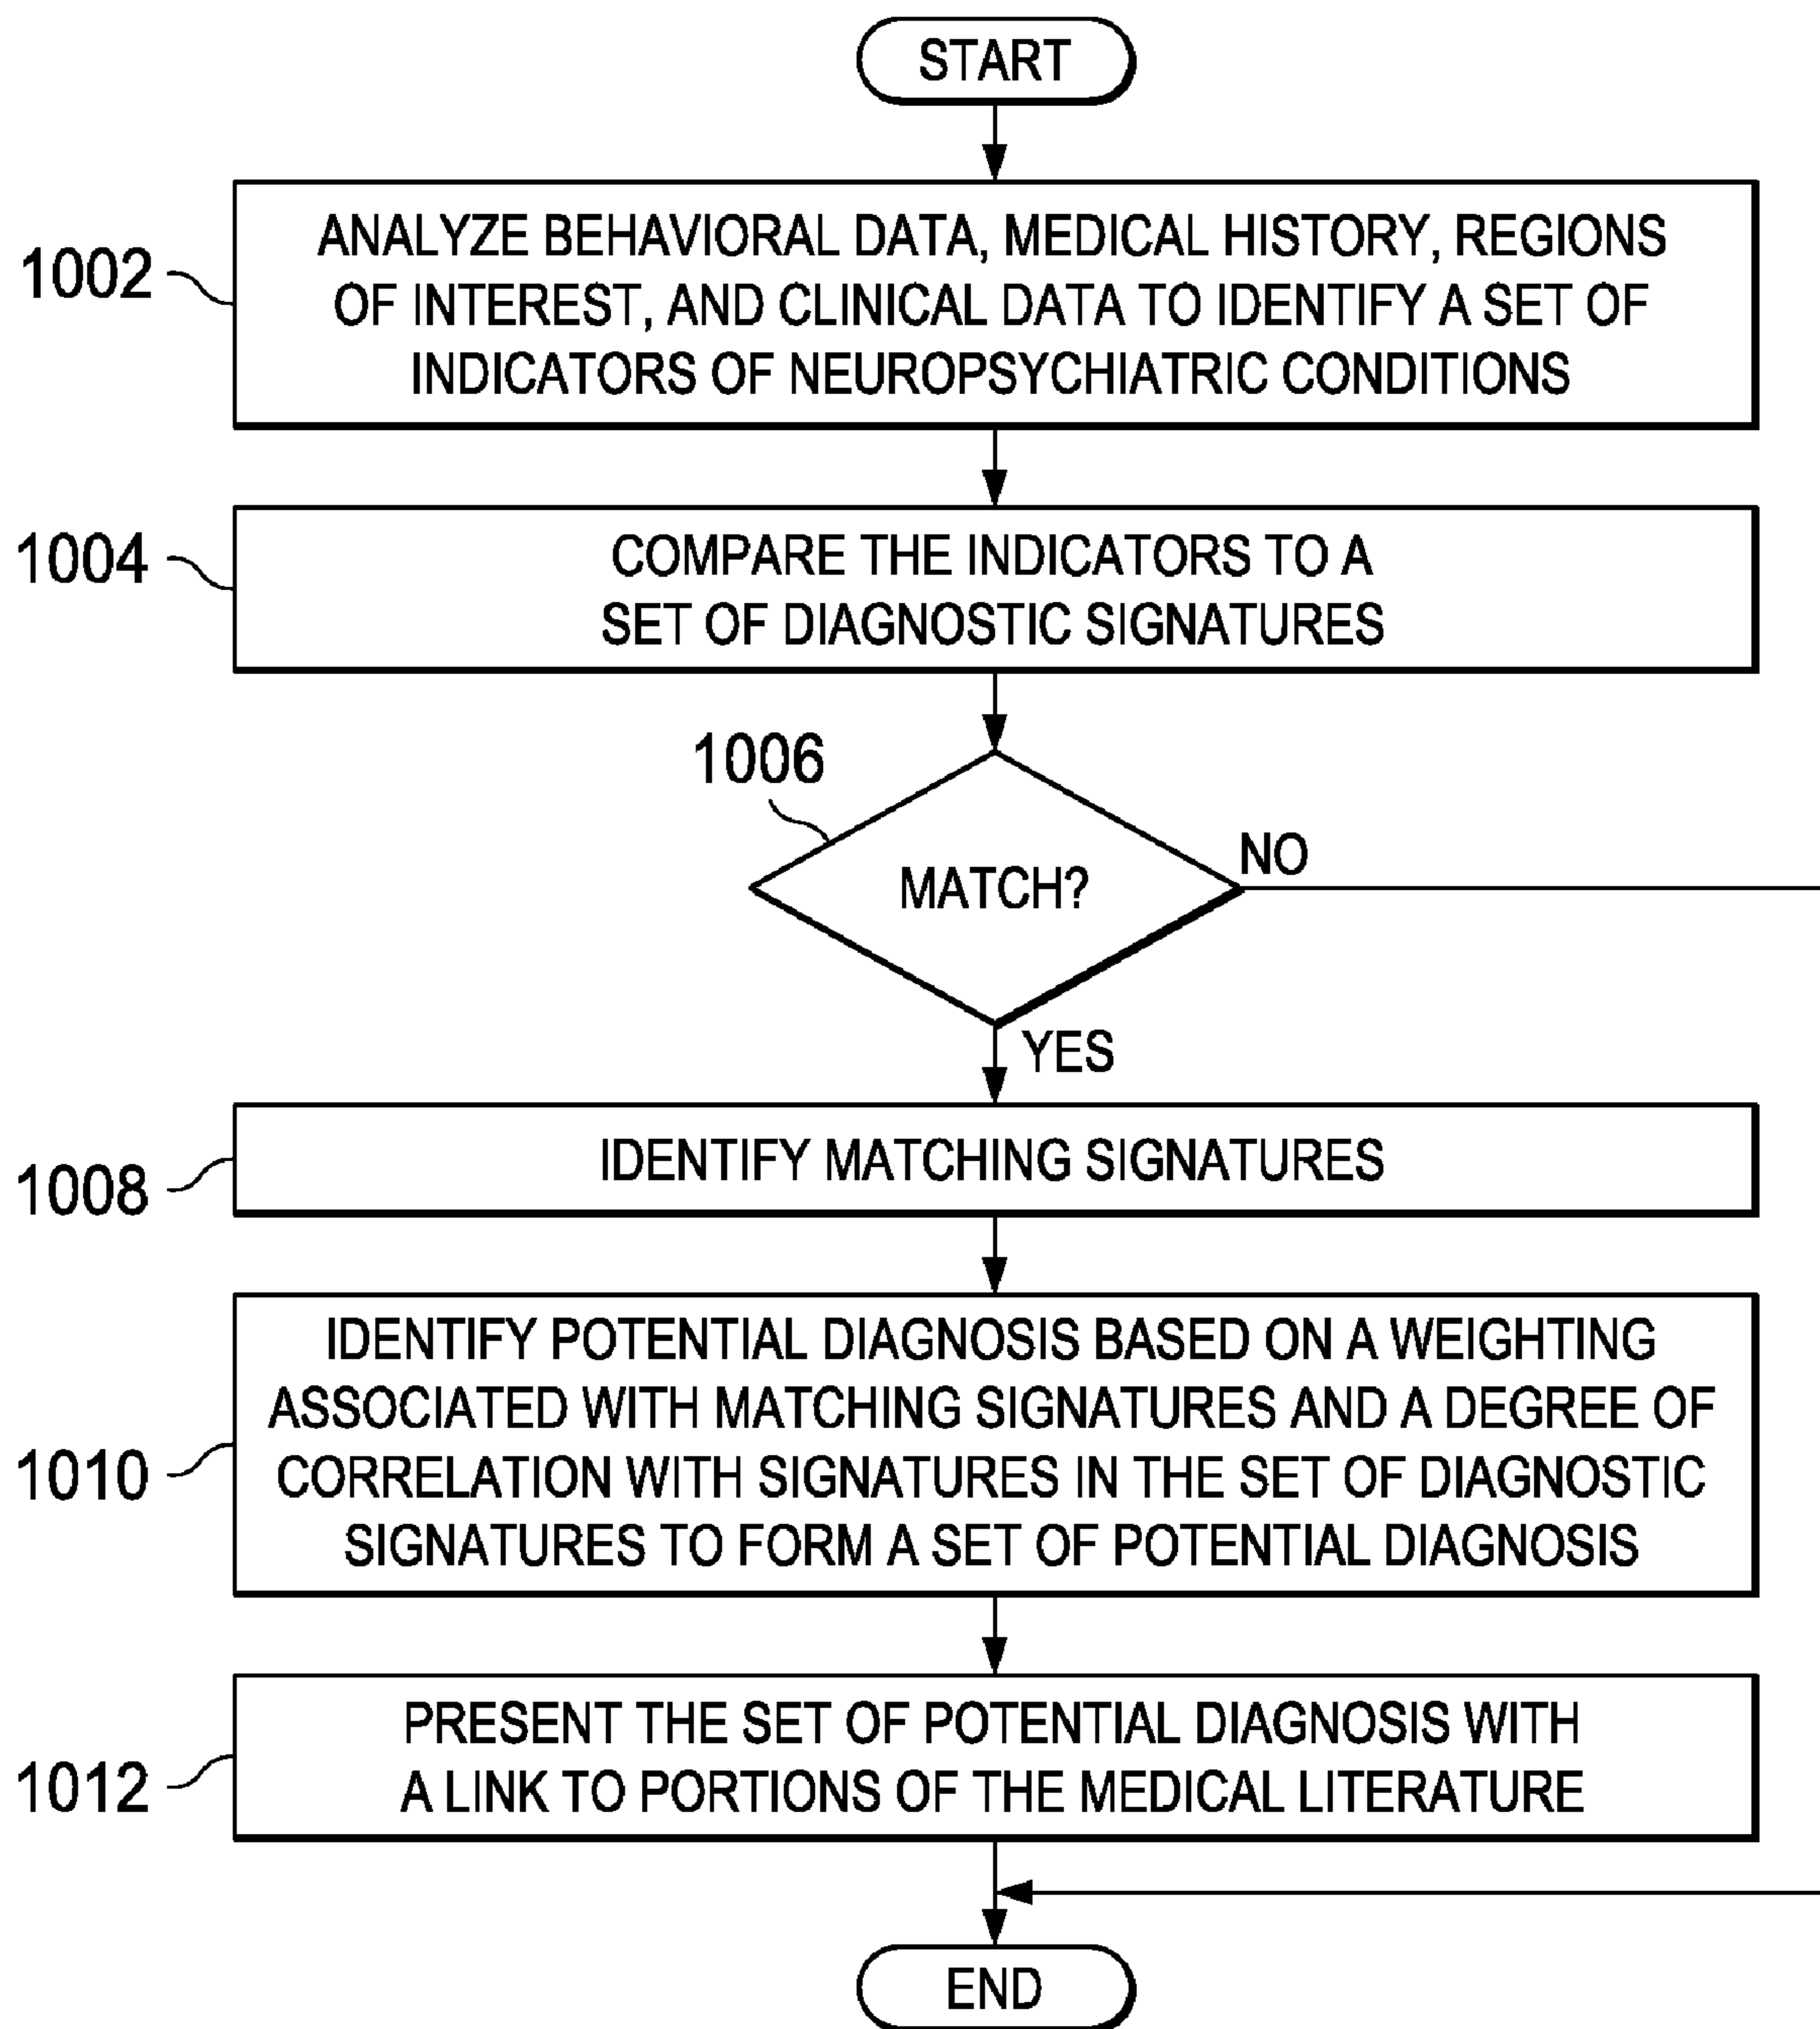 START
1002
ANALYZE BEHAVIORAL DATA, MEDICAL HISTORY, REGIONS
OF INTEREST, AND CLINICAL DATA TO IDENTIFY A SET OF
INDICATORS OF NEUROPSYCHIATRIC CONDITIONS
1004
COMPARE THE INDICATORS TO A
SET OF DIAGNOSTIC SIGNATURES
1006
MATCH?
NO
YES
1008
IDENTIFY MATCHING SIGNATURES
1010
IDENTIFY POTENTIAL DIAGNOSIS BASED ON A WEIGHTING
ASSOCIATED WITH MATCHING SIGNATURES AND A DEGREE OF
CORRELATION WITH SIGNATURES IN THE SET OF DIAGNOSTIC
SIGNATURES TO FORM A SET OF POTENTIAL DIAGNOSIS
1012
PRESENT THE SET OF POTENTIAL DIAGNOSIS WITH
A LINK TO PORTIONS OF THE MEDICAL LITERATURE
END